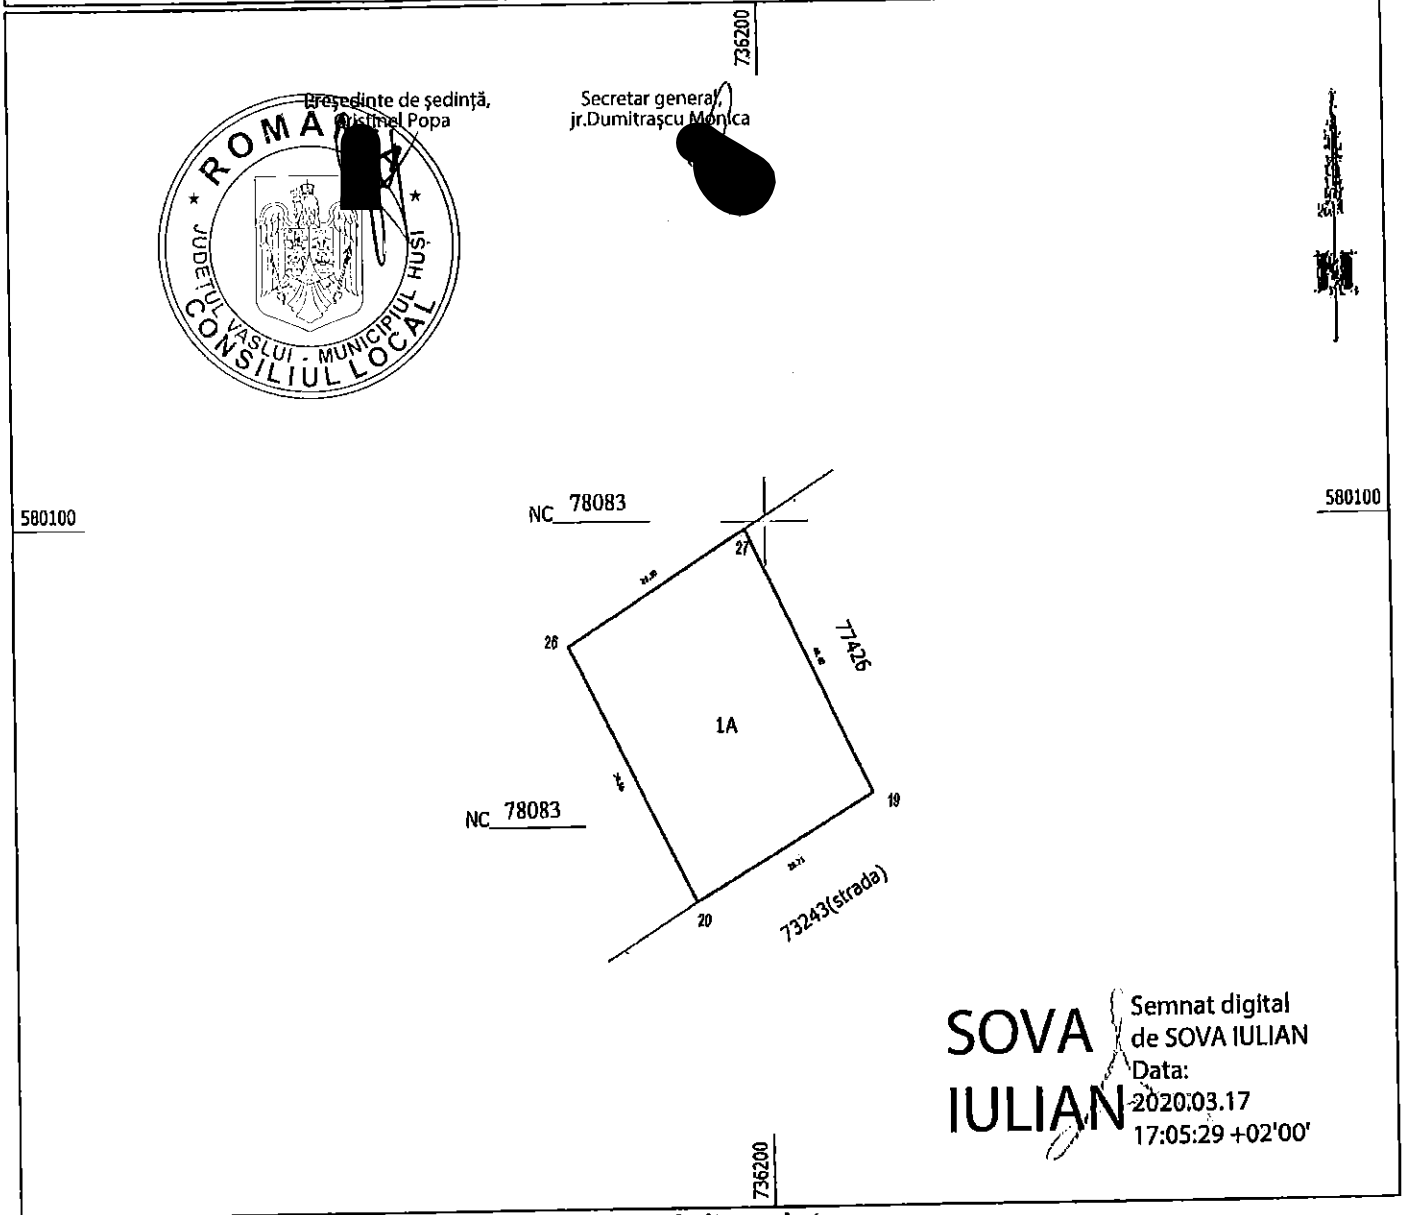 736200
Președinte de ședință,
Cristinel Popa
Secretar general,
jr.Dumitrașcu Monica
ROMÂNIA
JUDEȚUL VASLUI - MUNICIPIUL HUȘI
CONSILIUL LOCAL
580100
580100
NC 78083
27
26
77426
1A
19
NC 78083
20
73243(strada)
SOVA
IULIAN
Semnat digital
de SOVA IULIAN
Data:
2020.03.17
17:05:29 +02'00'
736200